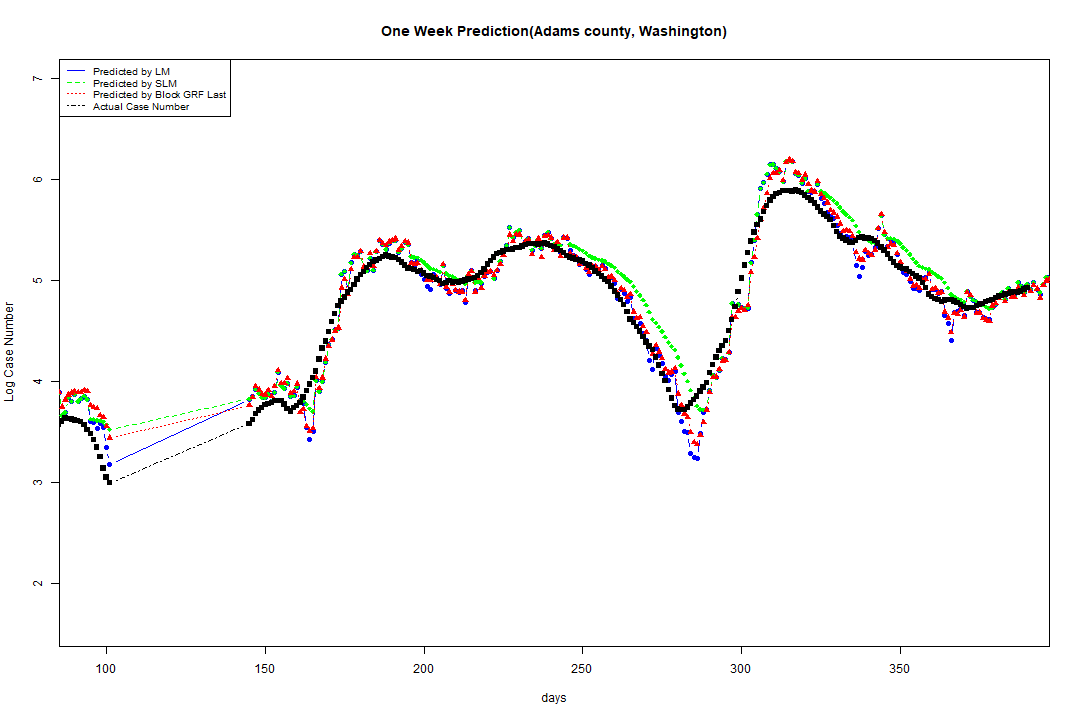 One Week Prediction(Adams county, Washington)
Predicted by LM
Predicted by SLM
Predicted by Block GRF Last
Actual Case Number
7
6
5
4
3
2
Log Case Number
100 150 200 250 300 350
days